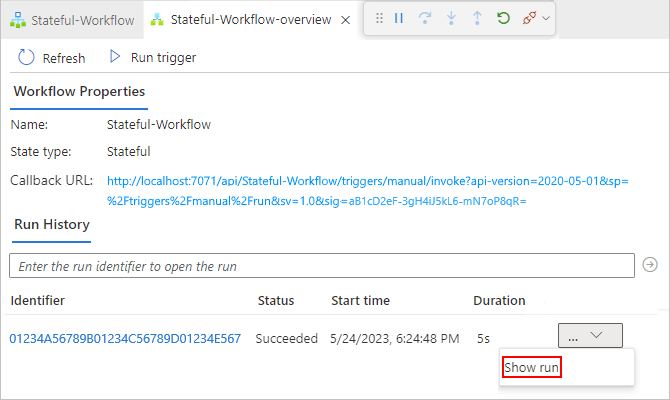 Stateful-Workflow Stateful-Workflow-overview
Refresh Run trigger
Workflow Properties
Name: Stateful-Workflow
State type: Stateful
Callback URL: http://localhost:7071/api/Stateful-Workflow/triggers/manual/invoke?api-version=2020-05-01&sp=
%2Ftriggers%2Fmanual%2Frun&sv=1.0&sig=aB1cD2eF-3gH4iJ5kL6-mN7oP8qR=
Run History
Enter the run identifier to open the run
Identifier Status Start time Duration
01234A56789B01234C56789D01234E567 Succeeded 5/24/2023, 6:24:48 PM 5s ...
Show run